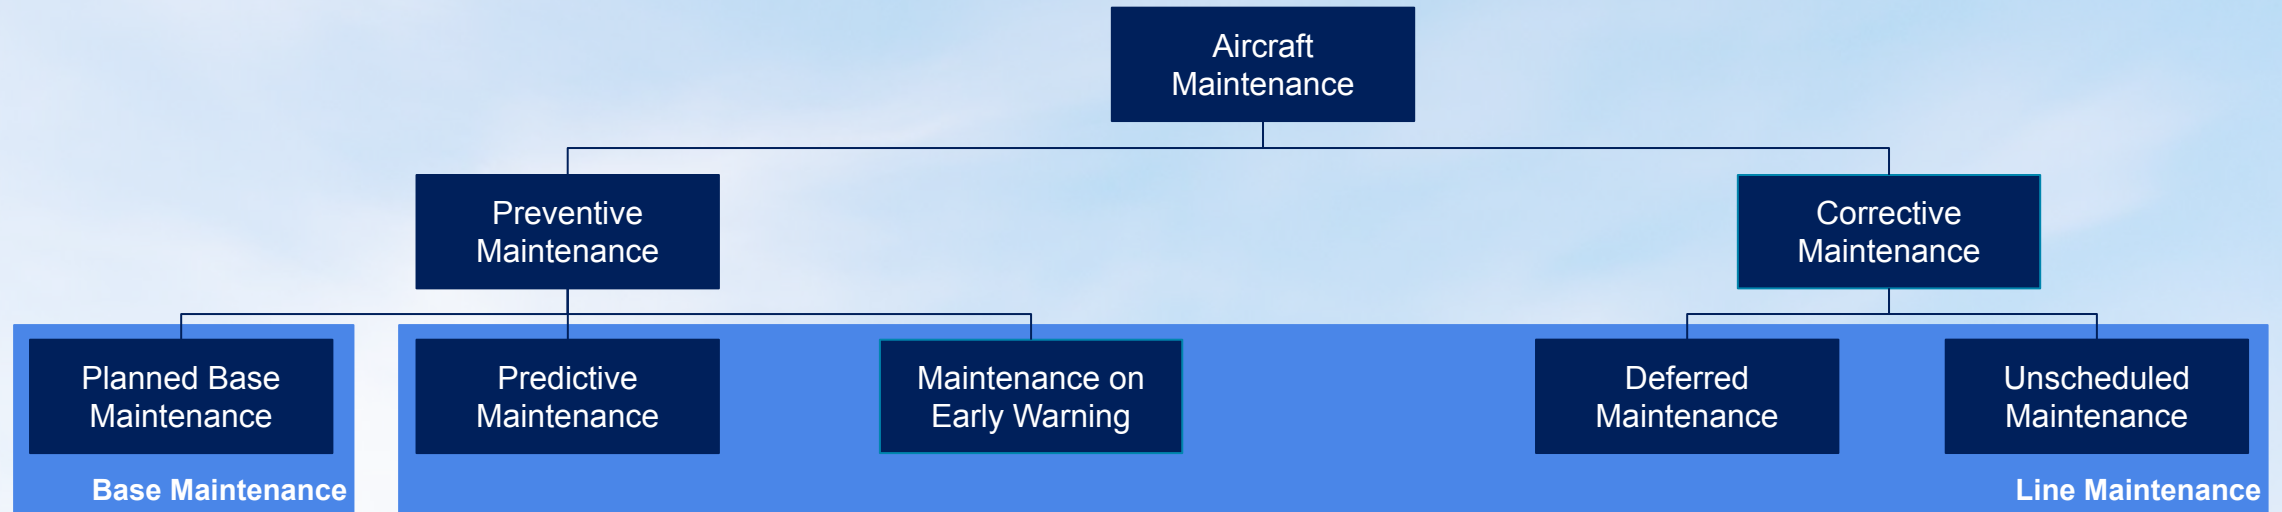 Aircraft
Maintenance
Preventive
Maintenance
Corrective
Maintenance
Planned Base
Maintenance
Predictive
Maintenance
Maintenance on
Early Warning
Deferred
Maintenance
Unscheduled
Maintenance
Base Maintenance
Line Maintenance